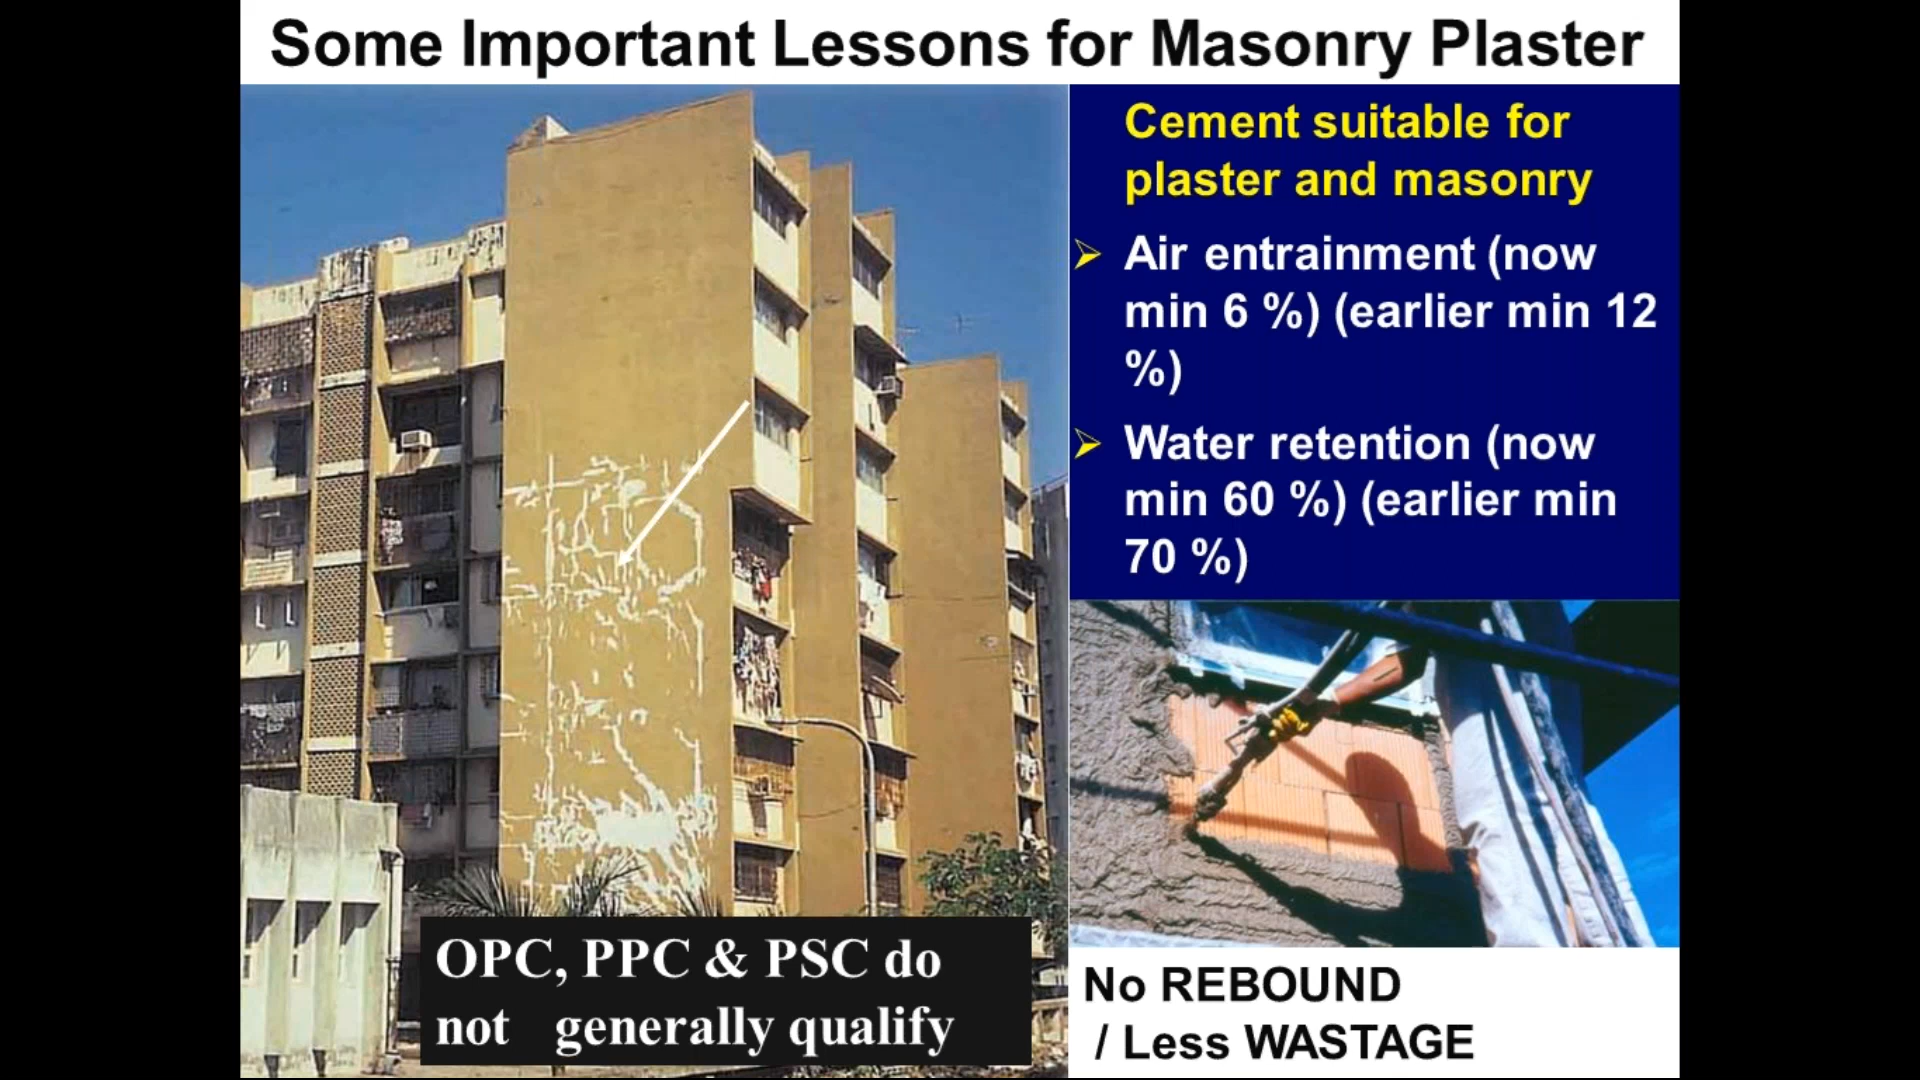 Some Important Lessons for Masonry Plaster
Cement suitable for
plaster and masonry
Air entrainment (now
min 6 %) (earlier min 12
%)
Water retention (now
min 60 %) (earlier min
70 %)
OPC, PPC & PSC do
not generally qualify
No REBOUND
/ Less WASTAGE